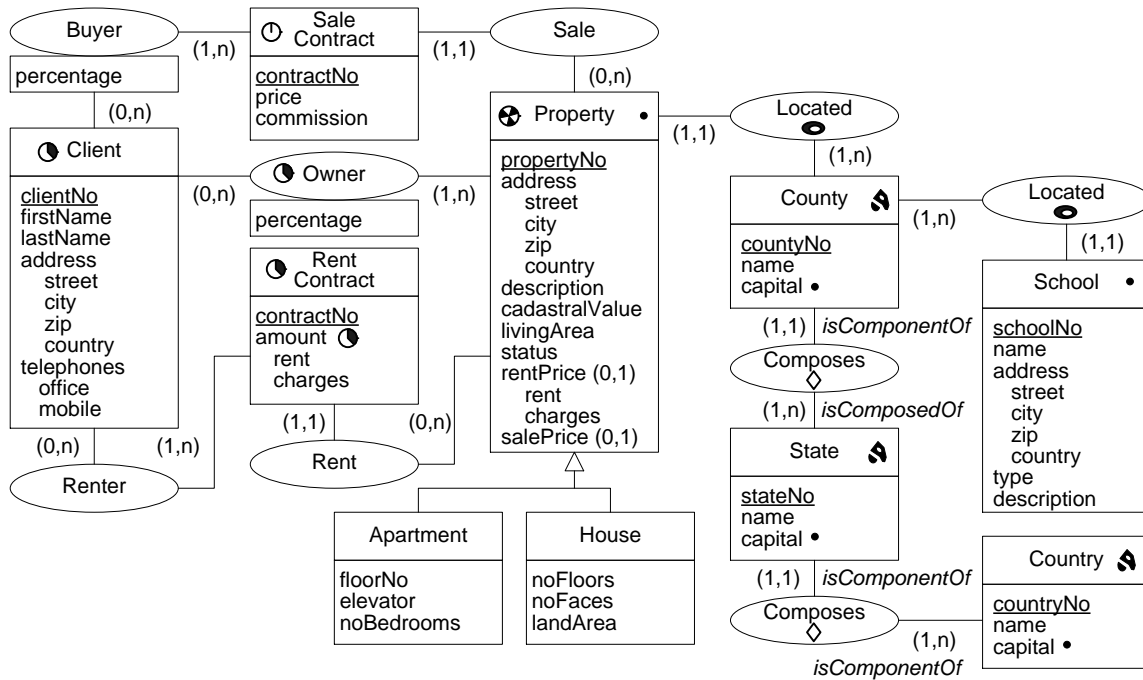 Buyer
percentage
(1,n)
(0,n)
Sale
Contract
contractNo
price
commission
(1,1)
Sale
(0,n)
Client
clientNo
firstName
lastName
address
street
city
zip
country
telephones
office
mobile
(0,n)
Owner
percentage
(1,n)
Rent
Contract
contractNo
amount
rent
charges
(0,n)
(1,n)
Renter
(1,1)
Rent
(0,n)
Property
propertyNo
address
street
city
zip
country
description
cadastralValue
livingArea
status
rentPrice (0,1)
rent
charges
salePrice (0,1)
Apartment
floorNo
elevator
noBedrooms
House
noFloors
noFaces
landArea
(1,1)
Located
(1,n)
County
countyNo
name
capital
(1,n)
Located
(1,1)
School
schoolNo
name
address
street
city
zip
country
type
description
(1,1)
isComponentOf
Composes
(1,n)
isComposedOf
State
stateNo
name
capital
(1,1)
isComponentOf
Composes
(1,n)
isComponentOf
Country
countryNo
name
capital